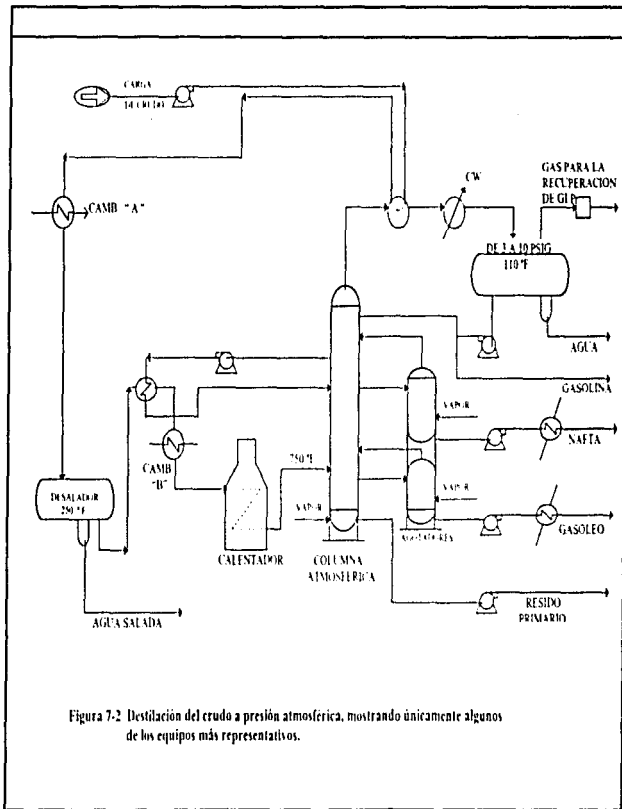 CARGA
DE CRUDO
CW
GAS PARA LA
RECUPERACION
DE GLP
CAMB "A"
DE 3 A 10 PSIG
110 °F
AGUA
GASOLINA
VAPOR
NAFTA
CAMB
"B"
750 °F
DESALADOR
250 °F
VAPOR
VAPOR
CALENTADOR
COLUMNA
ATMOSFERICA
AGOTADORES
GASOLEO
AGUA SALADA
RESIDO
PRIMARIO
Figura 7-2 Destilación del crudo a presión atmosférica, mostrando únicamente algunos
de los equipos más representativos.